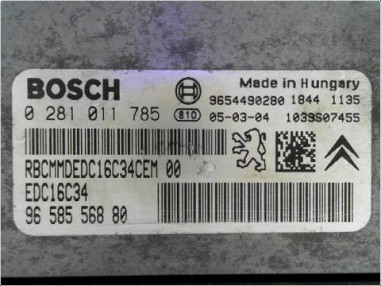 BOSCH
Made in Hungary
9654490280 1844 1135
0 281 011 785
810
05-03-04 1039S07455
RBCMMDEDC16C34CEM 00
EDC16C34
96 585 568 80